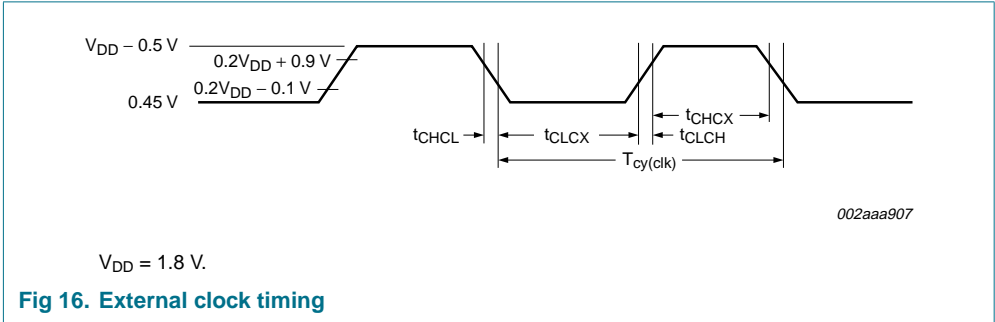 VDD − 0.5 V
0.2VDD + 0.9 V
0.2VDD − 0.1 V
0.45 V
tCHCX
tCHCL
tCLCX
tCLCH
Tcy(clk)
002aaa907
VDD = 1.8 V.
Fig 16. External clock timing